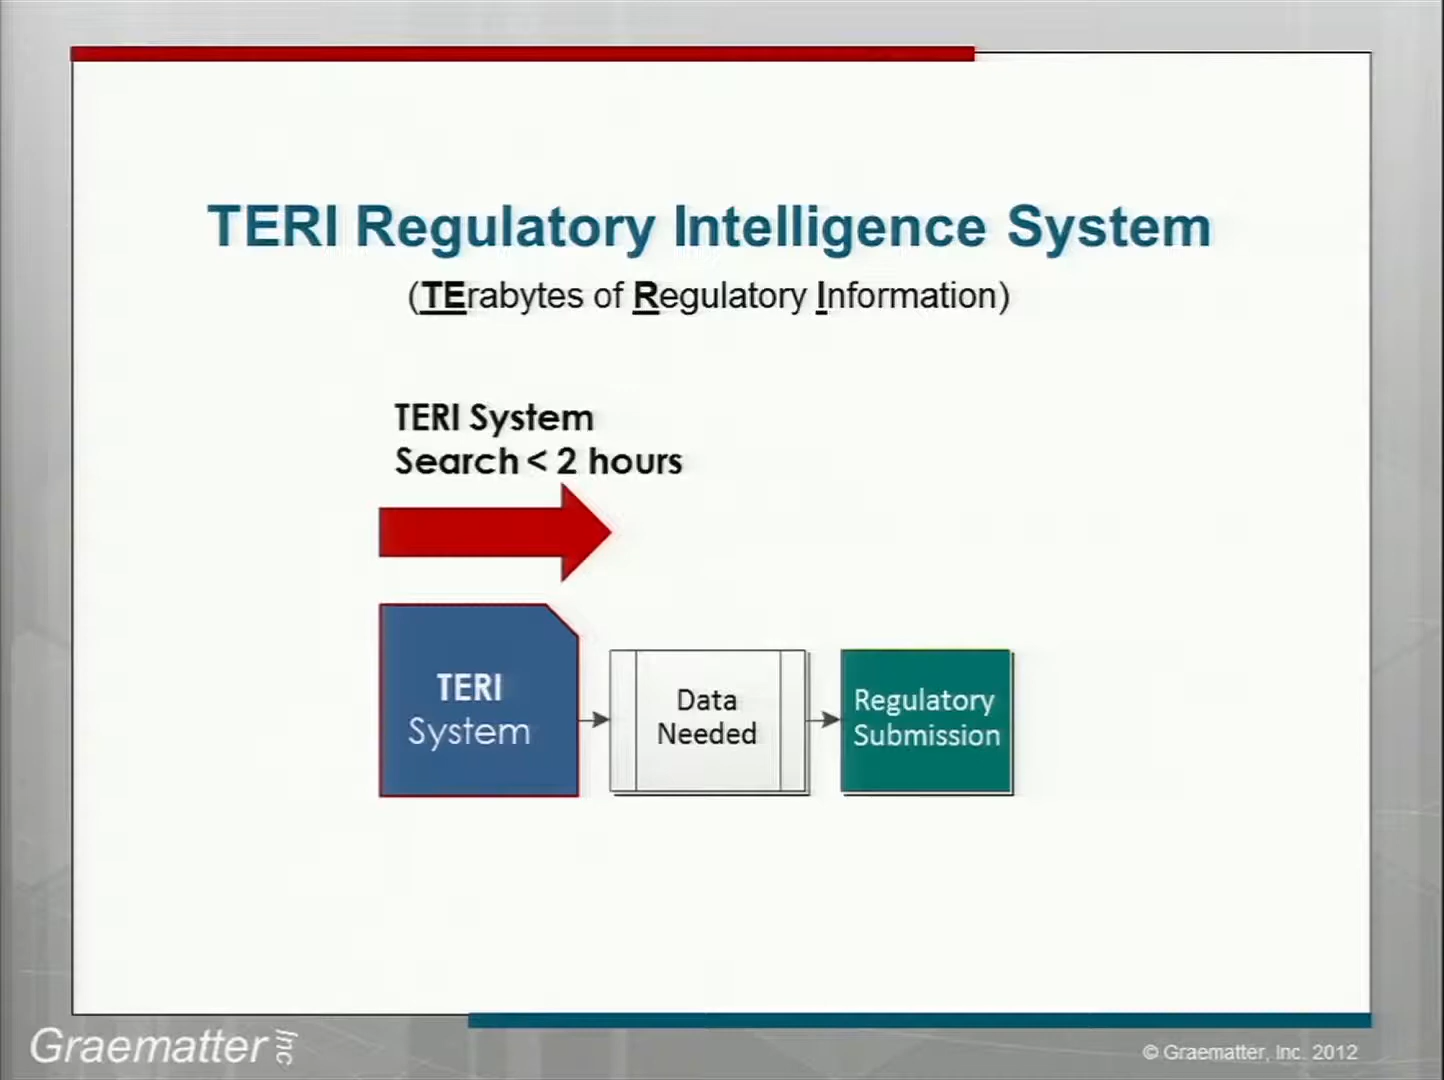 TERI Regulatory Intelligence System
(TErabytes of Regulatory Information)
TERI System
Search < 2 hours
TERI
System
Data
Needed
Regulatory
Submission
Graematter Inc
© Graematter, Inc. 2012